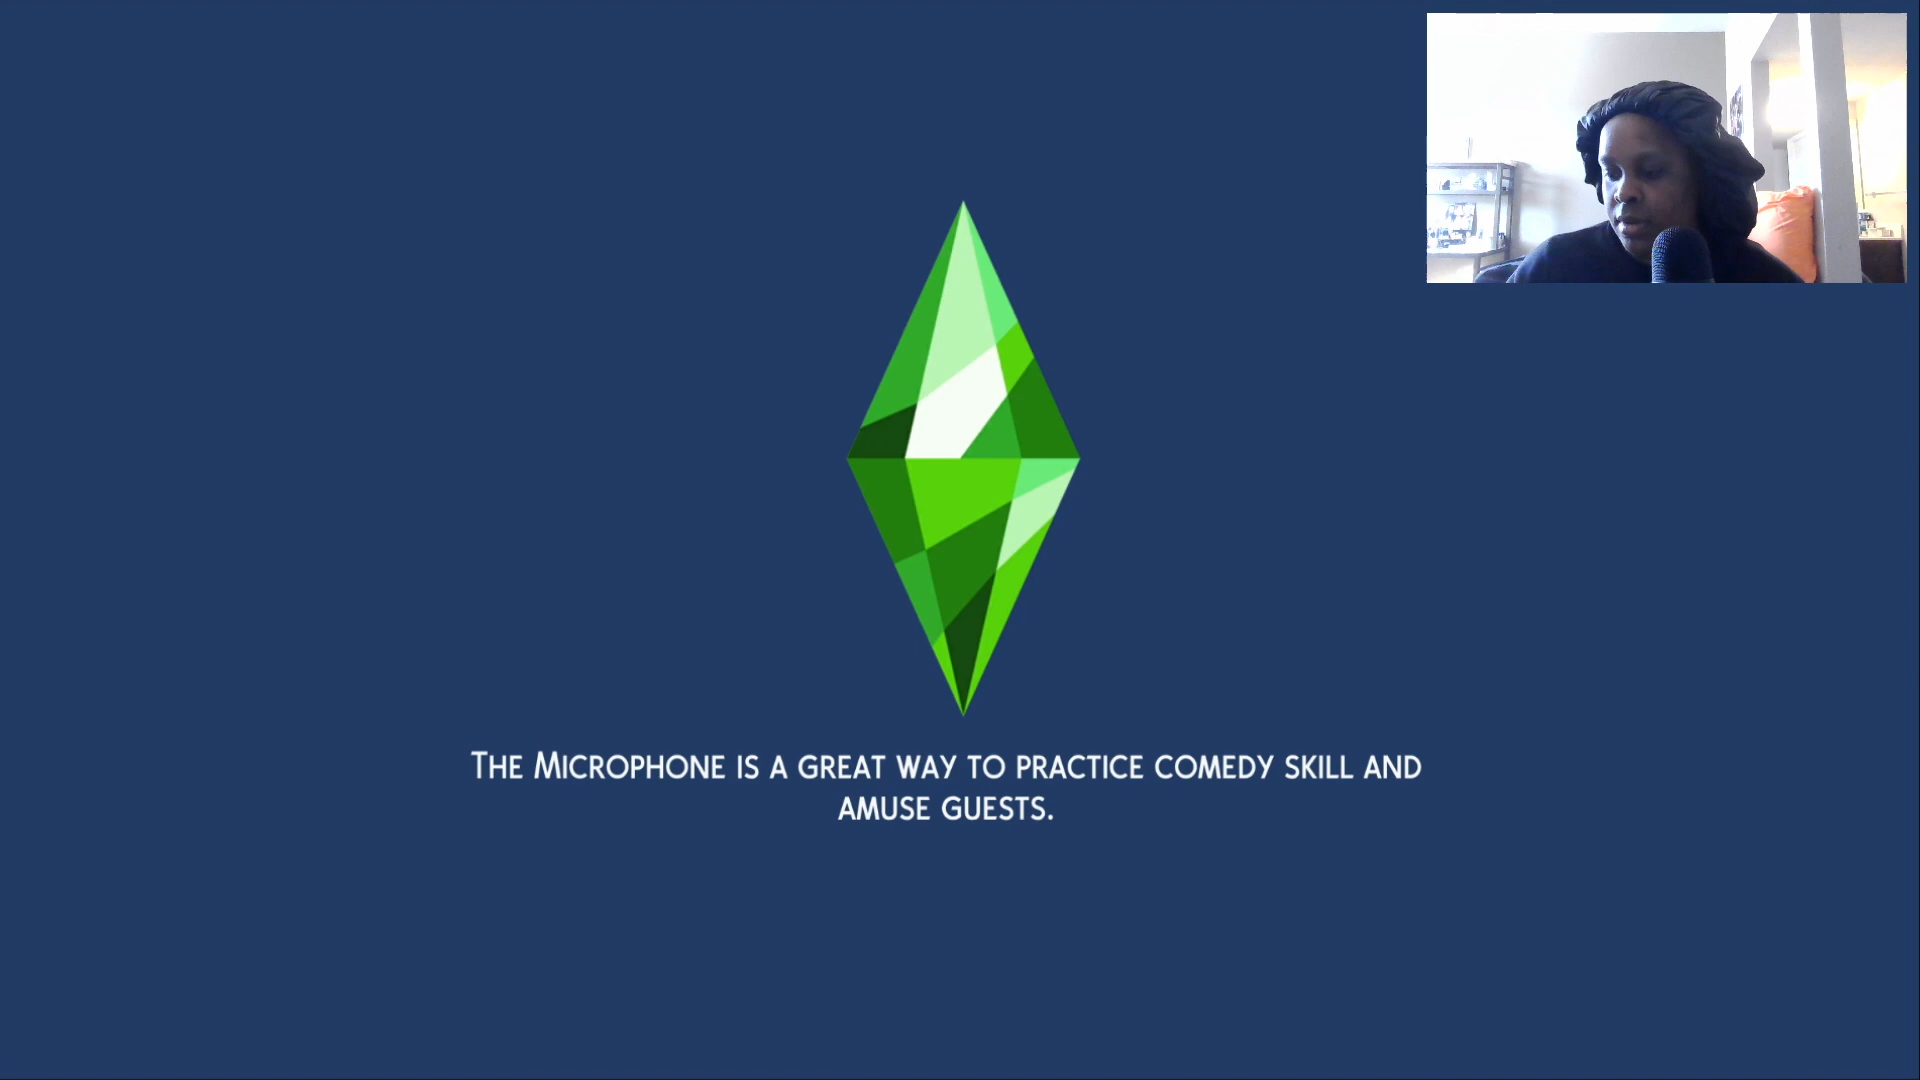 The Microphone is a great way to practice comedy skill and
amuse guests.